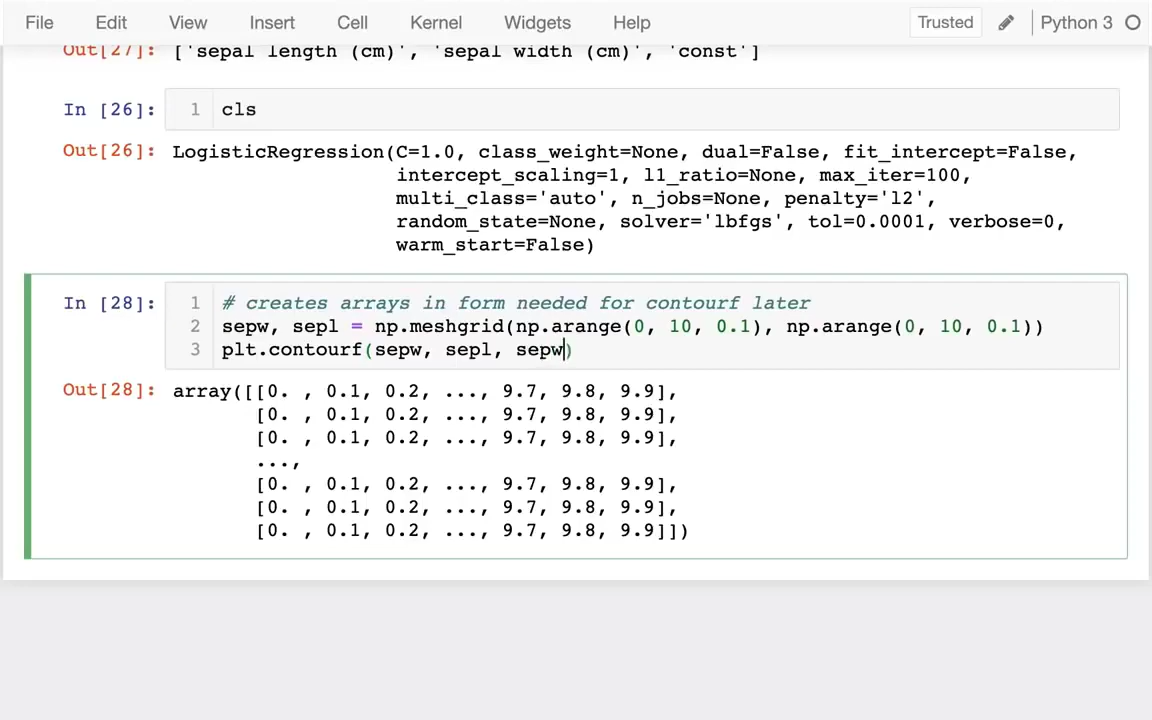 File Edit View Insert Cell Kernel Widgets Help Trusted Python 3
Out[27]: ['sepal length (cm)', 'sepal width (cm)', 'const']
In [26]: 1 cls
Out[26]: LogisticRegression(C=1.0, class_weight=None, dual=False, fit_intercept=False,
intercept_scaling=1, l1_ratio=None, max_iter=100,
multi_class='auto', n_jobs=None, penalty='l2',
random_state=None, solver='lbfgs', tol=0.0001, verbose=0,
warm_start=False)
In [28]: 1 # creates arrays in form needed for contourf later
2 sepw, sepl = np.meshgrid(np.arange(0, 10, 0.1), np.arange(0, 10, 0.1))
3 plt.contourf(sepw, sepl, sepw)
Out[28]: array([[0. , 0.1, 0.2, ..., 9.7, 9.8, 9.9],
[0. , 0.1, 0.2, ..., 9.7, 9.8, 9.9],
[0. , 0.1, 0.2, ..., 9.7, 9.8, 9.9],
...,
[0. , 0.1, 0.2, ..., 9.7, 9.8, 9.9],
[0. , 0.1, 0.2, ..., 9.7, 9.8, 9.9],
[0. , 0.1, 0.2, ..., 9.7, 9.8, 9.9]])